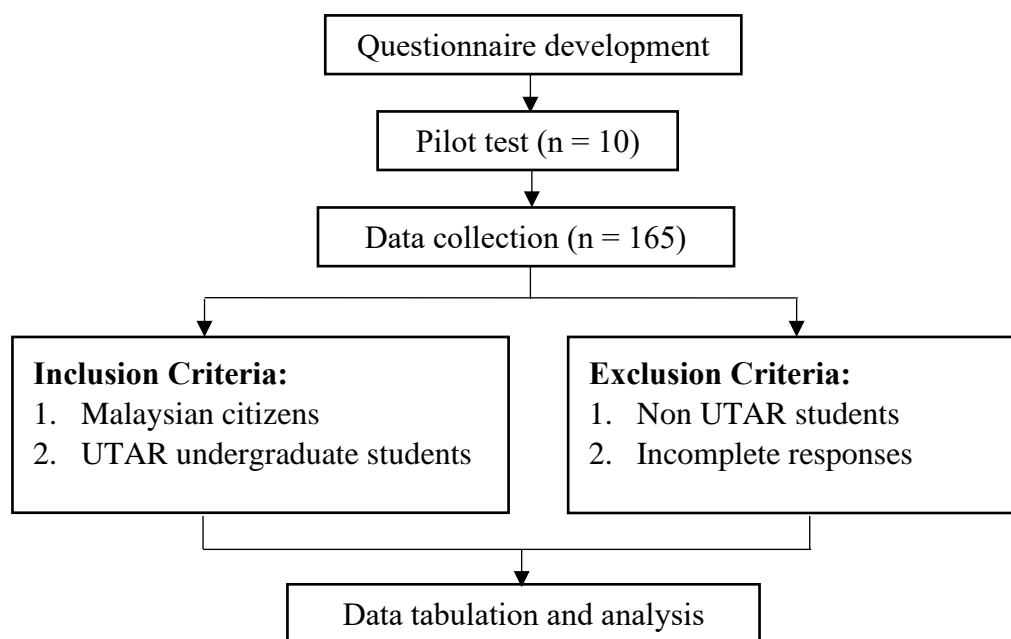 Questionnaire development
Pilot test (n = 10)
Data collection (n = 165)
Inclusion Criteria:
1. Malaysian citizens
2. UTAR undergraduate students
Exclusion Criteria:
1. Non UTAR students
2. Incomplete responses
Data tabulation and analysis